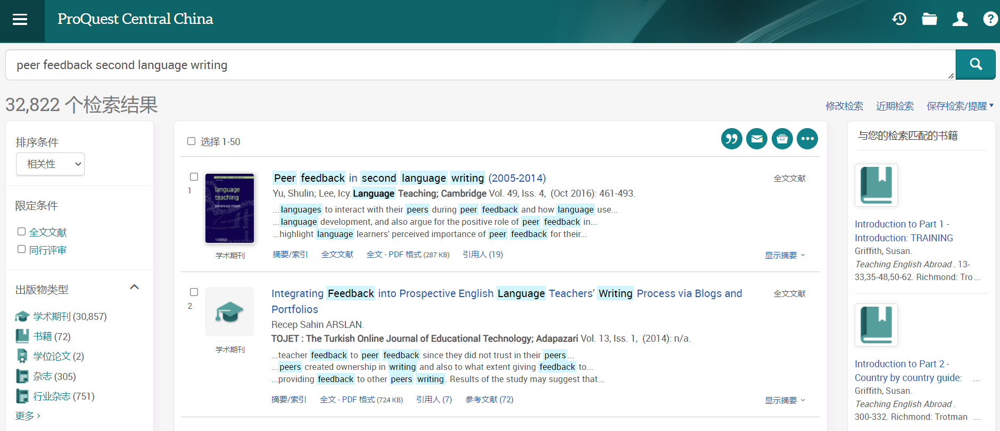 ProQuest Central China
peer feedback second language writing
32,822 个检索结果
修改检索 近期检索 保存检索/提醒
排序条件
相关性
限定条件
全文文献
同行评审
出版物类型
学术期刊 (30,857)
书籍 (72)
学位论文 (2)
杂志 (305)
行业杂志 (751)
更多 ›
选择 1-50
1
language
teaching
学术期刊
Peer feedback in second language writing (2005-2014)
全文文献
Yu, Shulin; Lee, Icy. Language Teaching; Cambridge Vol. 49, Iss. 4, (Oct 2016): 461-493.
...languages to interact with their peers during peer feedback and how language use...
...language development, and also argue for the positive role of peer feedback in...
...highlight language learners' perceived importance of peer feedback for their...
摘要/索引 全文文献 全文 - PDF 格式 (287 KB) 引用人 (19) 显示摘要
2
学术期刊
Integrating Feedback into Prospective English Language Teachers' Writing Process via Blogs and
Portfolios
全文文献
Recep Sahin ARSLAN.
TOJET : The Turkish Online Journal of Educational Technology; Adapazari Vol. 13, Iss. 1, (2014): n/a.
...teacher feedback to peer feedback since they did not trust in their peers...
...peers created ownership in writing and also to what extent giving feedback to...
...providing feedback to other peers writing. Results of the study may suggest that...
摘要/索引 全文 - PDF 格式 (724 KB) 引用人 (7) 参考文献 (72) 显示摘要
与您的检索匹配的书籍
Introduction to Part 1 -
Introduction: TRAINING
Griffith, Susan.
Teaching English Abroad . 13-
33,35-48,50-62. Richmond: Tro...
Introduction to Part 2 -
Country by country guide: ...
Griffith, Susan.
Teaching English Abroad .
300-332. Richmond: Trotman ...